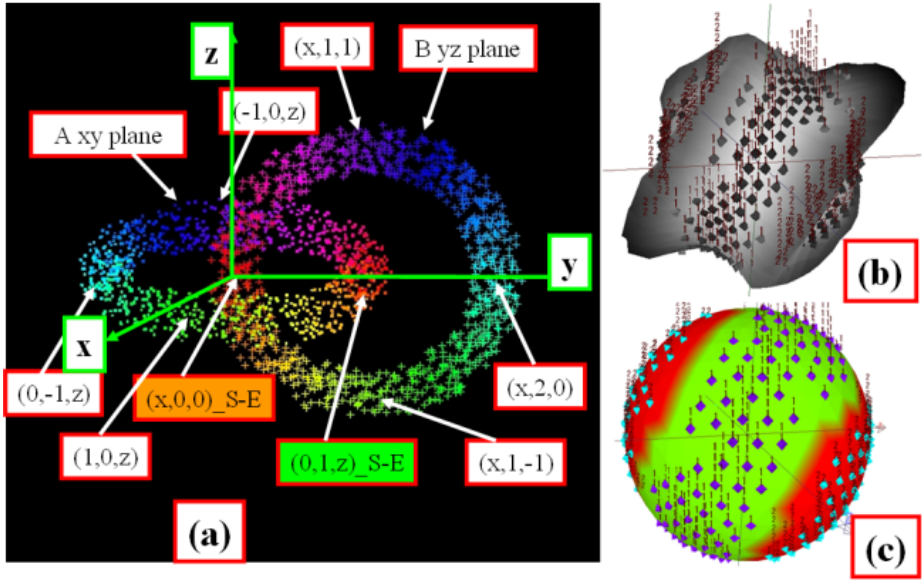 (x,1,1)
B yz plane
z
(-1,0,z)
A xy plane
y
x
(0,-1,z)
(x,0,0)_S-E
(x,2,0)
(1,0,z)
(0,1,z)_S-E
(x,1,-1)
(a)
(b)
(c)